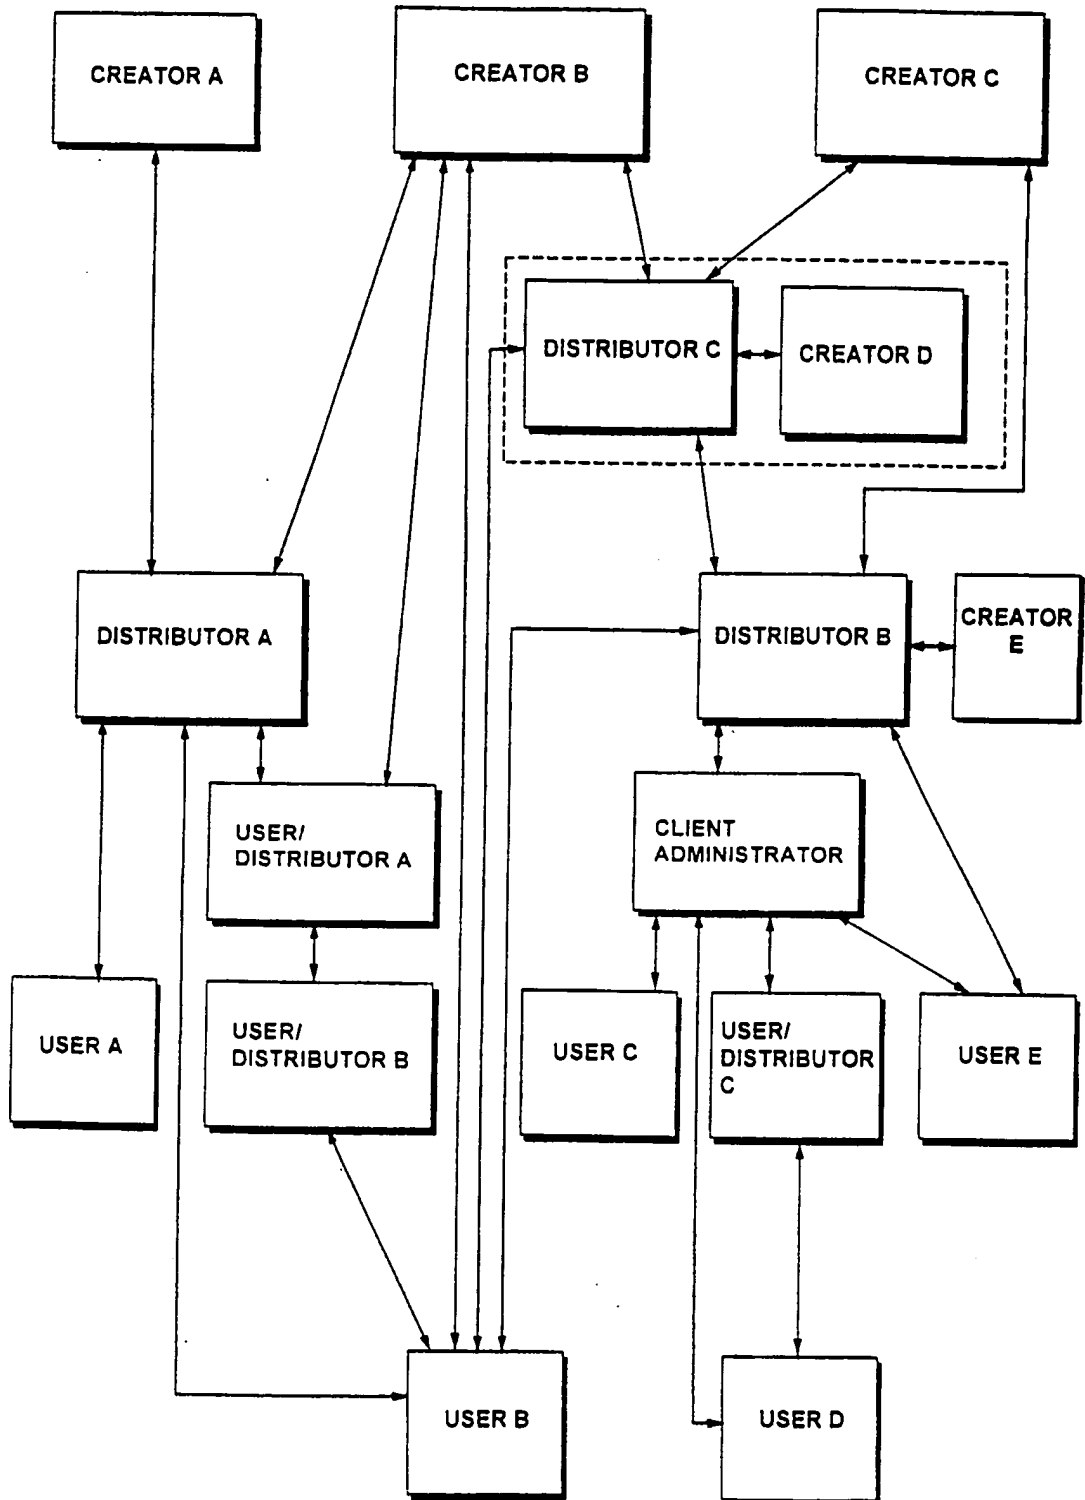 CREATOR A
CREATOR B
CREATOR C
DISTRIBUTOR C
CREATOR D
DISTRIBUTOR A
DISTRIBUTOR B
CREATOR
E
USER/
DISTRIBUTOR A
CLIENT
ADMINISTRATOR
USER A
USER/
DISTRIBUTOR B
USER C
USER/
DISTRIBUTOR
C
USER E
USER B
USER D